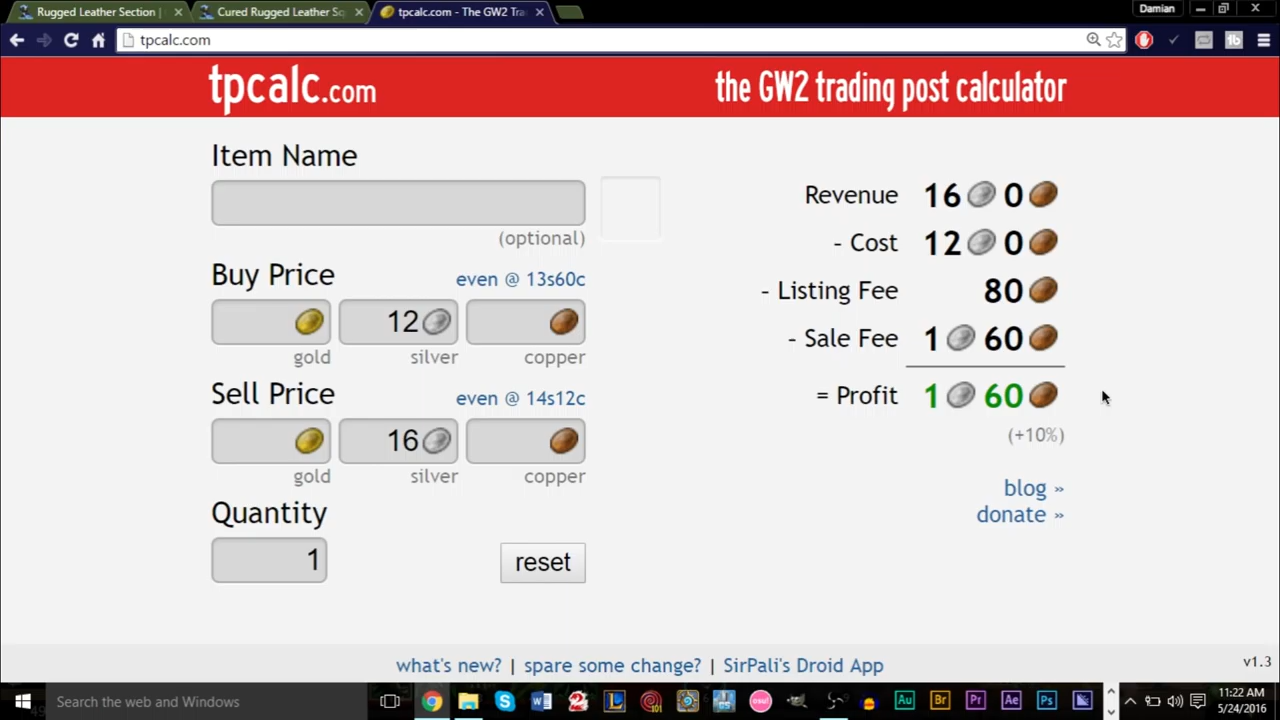 Rugged Leather Section |
Cured Rugged Leather Sq
tpcalc.com - The GW2 Tra
Damian
tpcalc.com
tpcalc.com
the GW2 trading post calculator
Item Name
(optional)
Buy Price
even @ 13s60c
12
gold
silver
copper
Sell Price
even @ 14s12c
16
gold
silver
copper
Quantity
1
reset
Revenue 16 0
- Cost 12 0
- Listing Fee 80
- Sale Fee 1 60
= Profit 1 60
(+10%)
blog »
donate »
what's new? | spare some change? | SirPali's Droid App
v1.3
Search the web and Windows
11:22 AM
5/24/2016